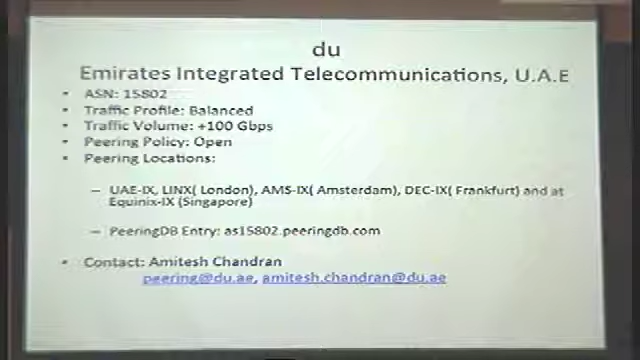 du
Emirates Integrated Telecommunications, U.A.E
• ASN: 15802
• Traffic Profile: Balanced
• Traffic Volume: +100 Gbps
• Peering Policy: Open
• Peering Locations:
– UAE-IX, LINX( London), AMS-IX( Amsterdam), DEC-IX( Frankfurt) and at
Equinix-IX (Singapore)
– PeeringDB Entry: as15802.peeringdb.com
• Contact: Amitesh Chandran
peering@du.ae, amitesh.chandran@du.ae